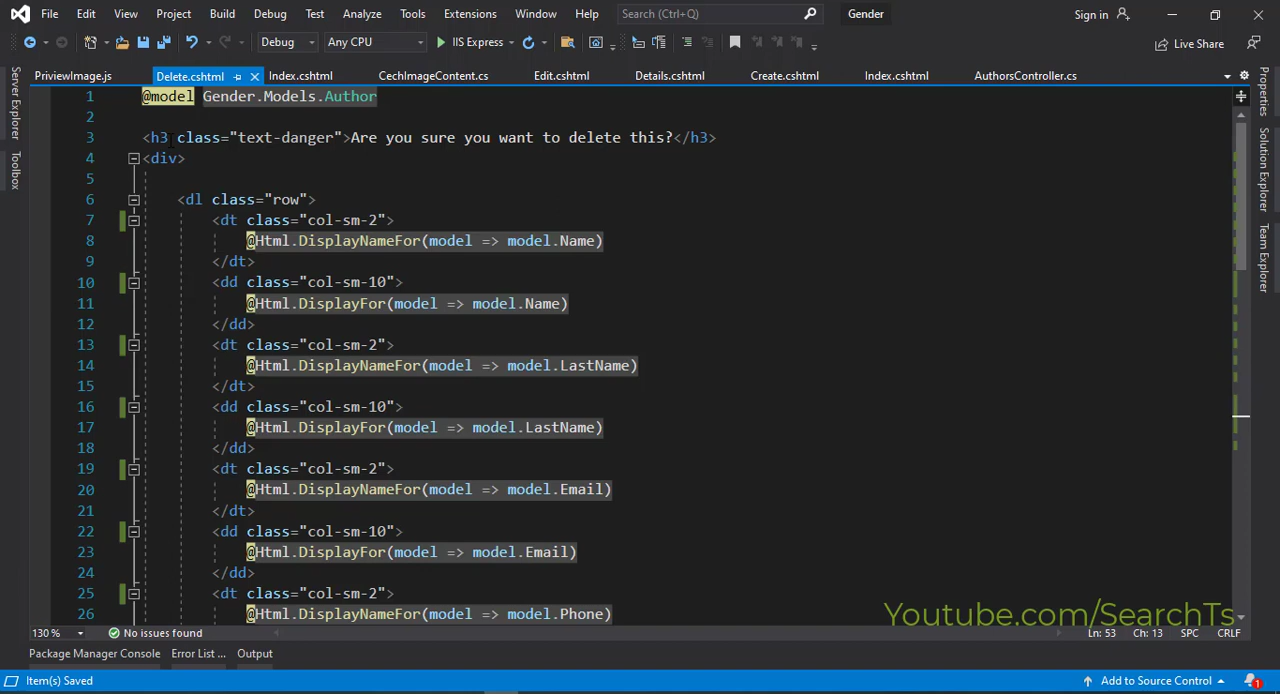 File Edit View Project Build Debug Test Analyze Tools Extensions Window Help Search (Ctrl+Q) Gender Sign in
Debug Any CPU IIS Express Live Share
PriviewImage.js Delete.cshtml Index.cshtml CechImageContent.cs Edit.cshtml Details.cshtml Create.cshtml Index.cshtml AuthorsController.cs
Server Explorer
Toolbox
Properties
Solution Explorer
Team Explorer
1 @model Gender.Models.Author
2
3 <h3 class="text-danger">Are you sure you want to delete this?</h3>
4 <div>
5
6 <dl class="row">
7 <dt class="col-sm-2">
8 @Html.DisplayNameFor(model => model.Name)
9 </dt>
10 <dd class="col-sm-10">
11 @Html.DisplayFor(model => model.Name)
12 </dd>
13 <dt class="col-sm-2">
14 @Html.DisplayNameFor(model => model.LastName)
15 </dt>
16 <dd class="col-sm-10">
17 @Html.DisplayFor(model => model.LastName)
18 </dd>
19 <dt class="col-sm-2">
20 @Html.DisplayNameFor(model => model.Email)
21 </dt>
22 <dd class="col-sm-10">
23 @Html.DisplayFor(model => model.Email)
24 </dd>
25 <dt class="col-sm-2">
26 @Html.DisplayNameFor(model => model.Phone)
Youtube.com/SearchTs
130 % No issues found Ln: 53 Ch: 13 SPC CRLF
Package Manager Console Error List ... Output
Item(s) Saved Add to Source Control 1